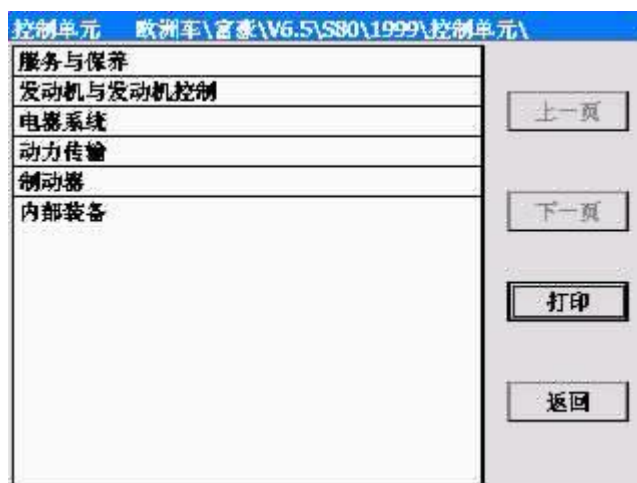 控制单元 欧洲车\富豪\V6.5\S80\1999\控制单元\
服务与保养
发动机与发动机控制
电器系统
动力传输
制动器
内部装备
上一页
下一页
打印
返回